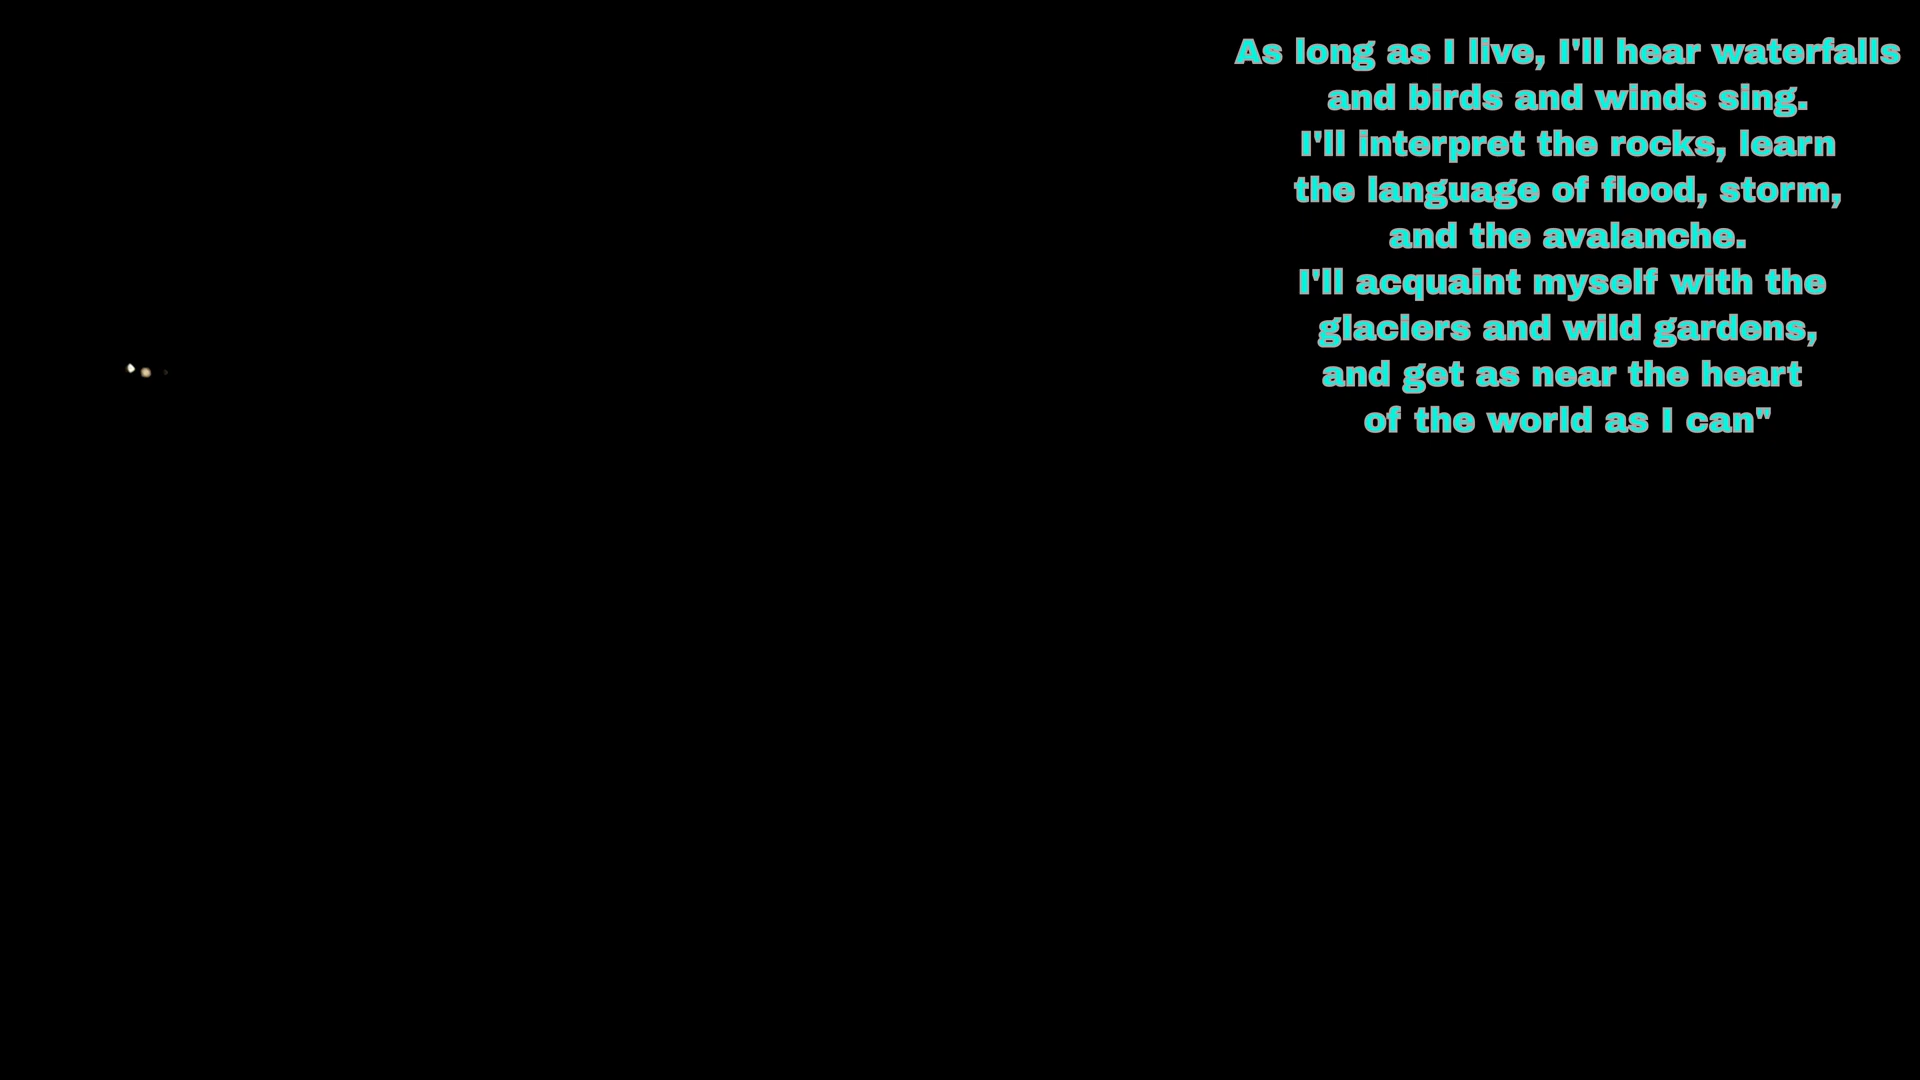 As long as I live, I'll hear waterfalls
and birds and winds sing.
I'll interpret the rocks, learn
the language of flood, storm,
and the avalanche.
I'll acquaint myself with the
glaciers and wild gardens,
and get as near the heart
of the world as I can"